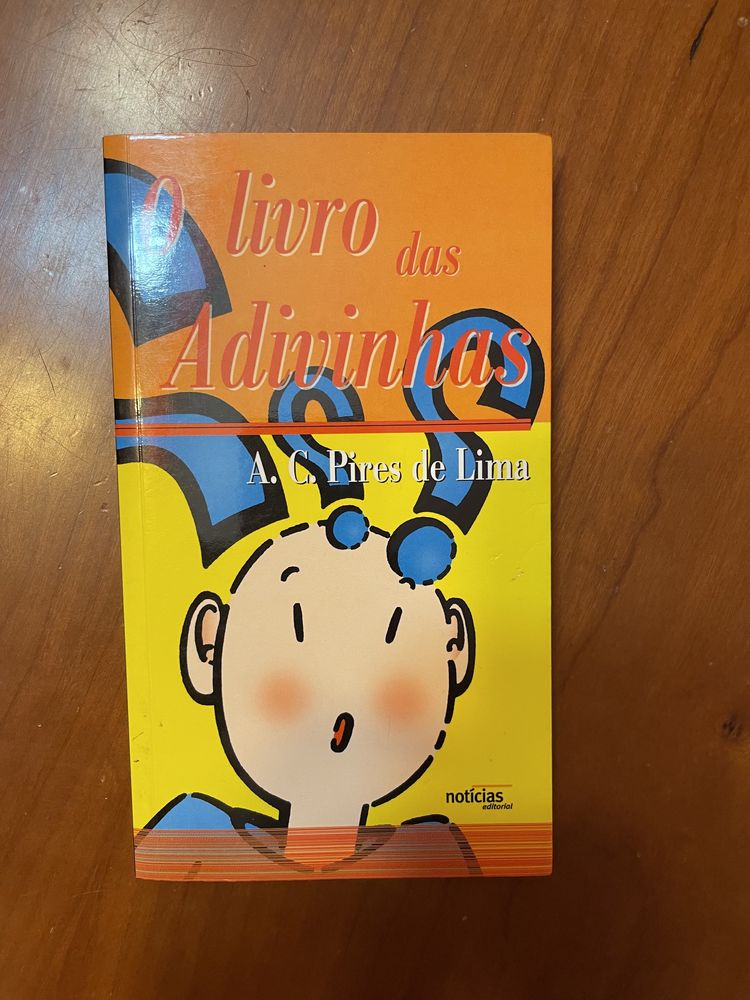 O livro das
Adivinhas
A. C. Pires de Lima
notícias
editorial